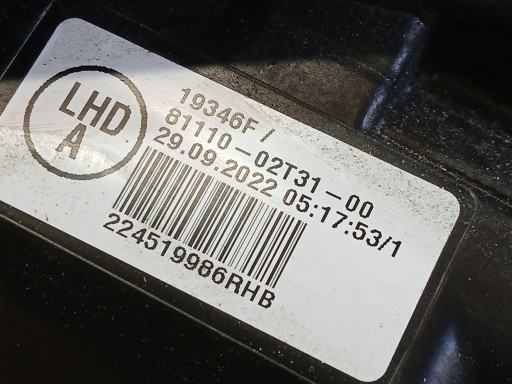 LHD
A
19346F /
81110-02T31-00
29.09.2022 05:17:53/1
224519986RHB